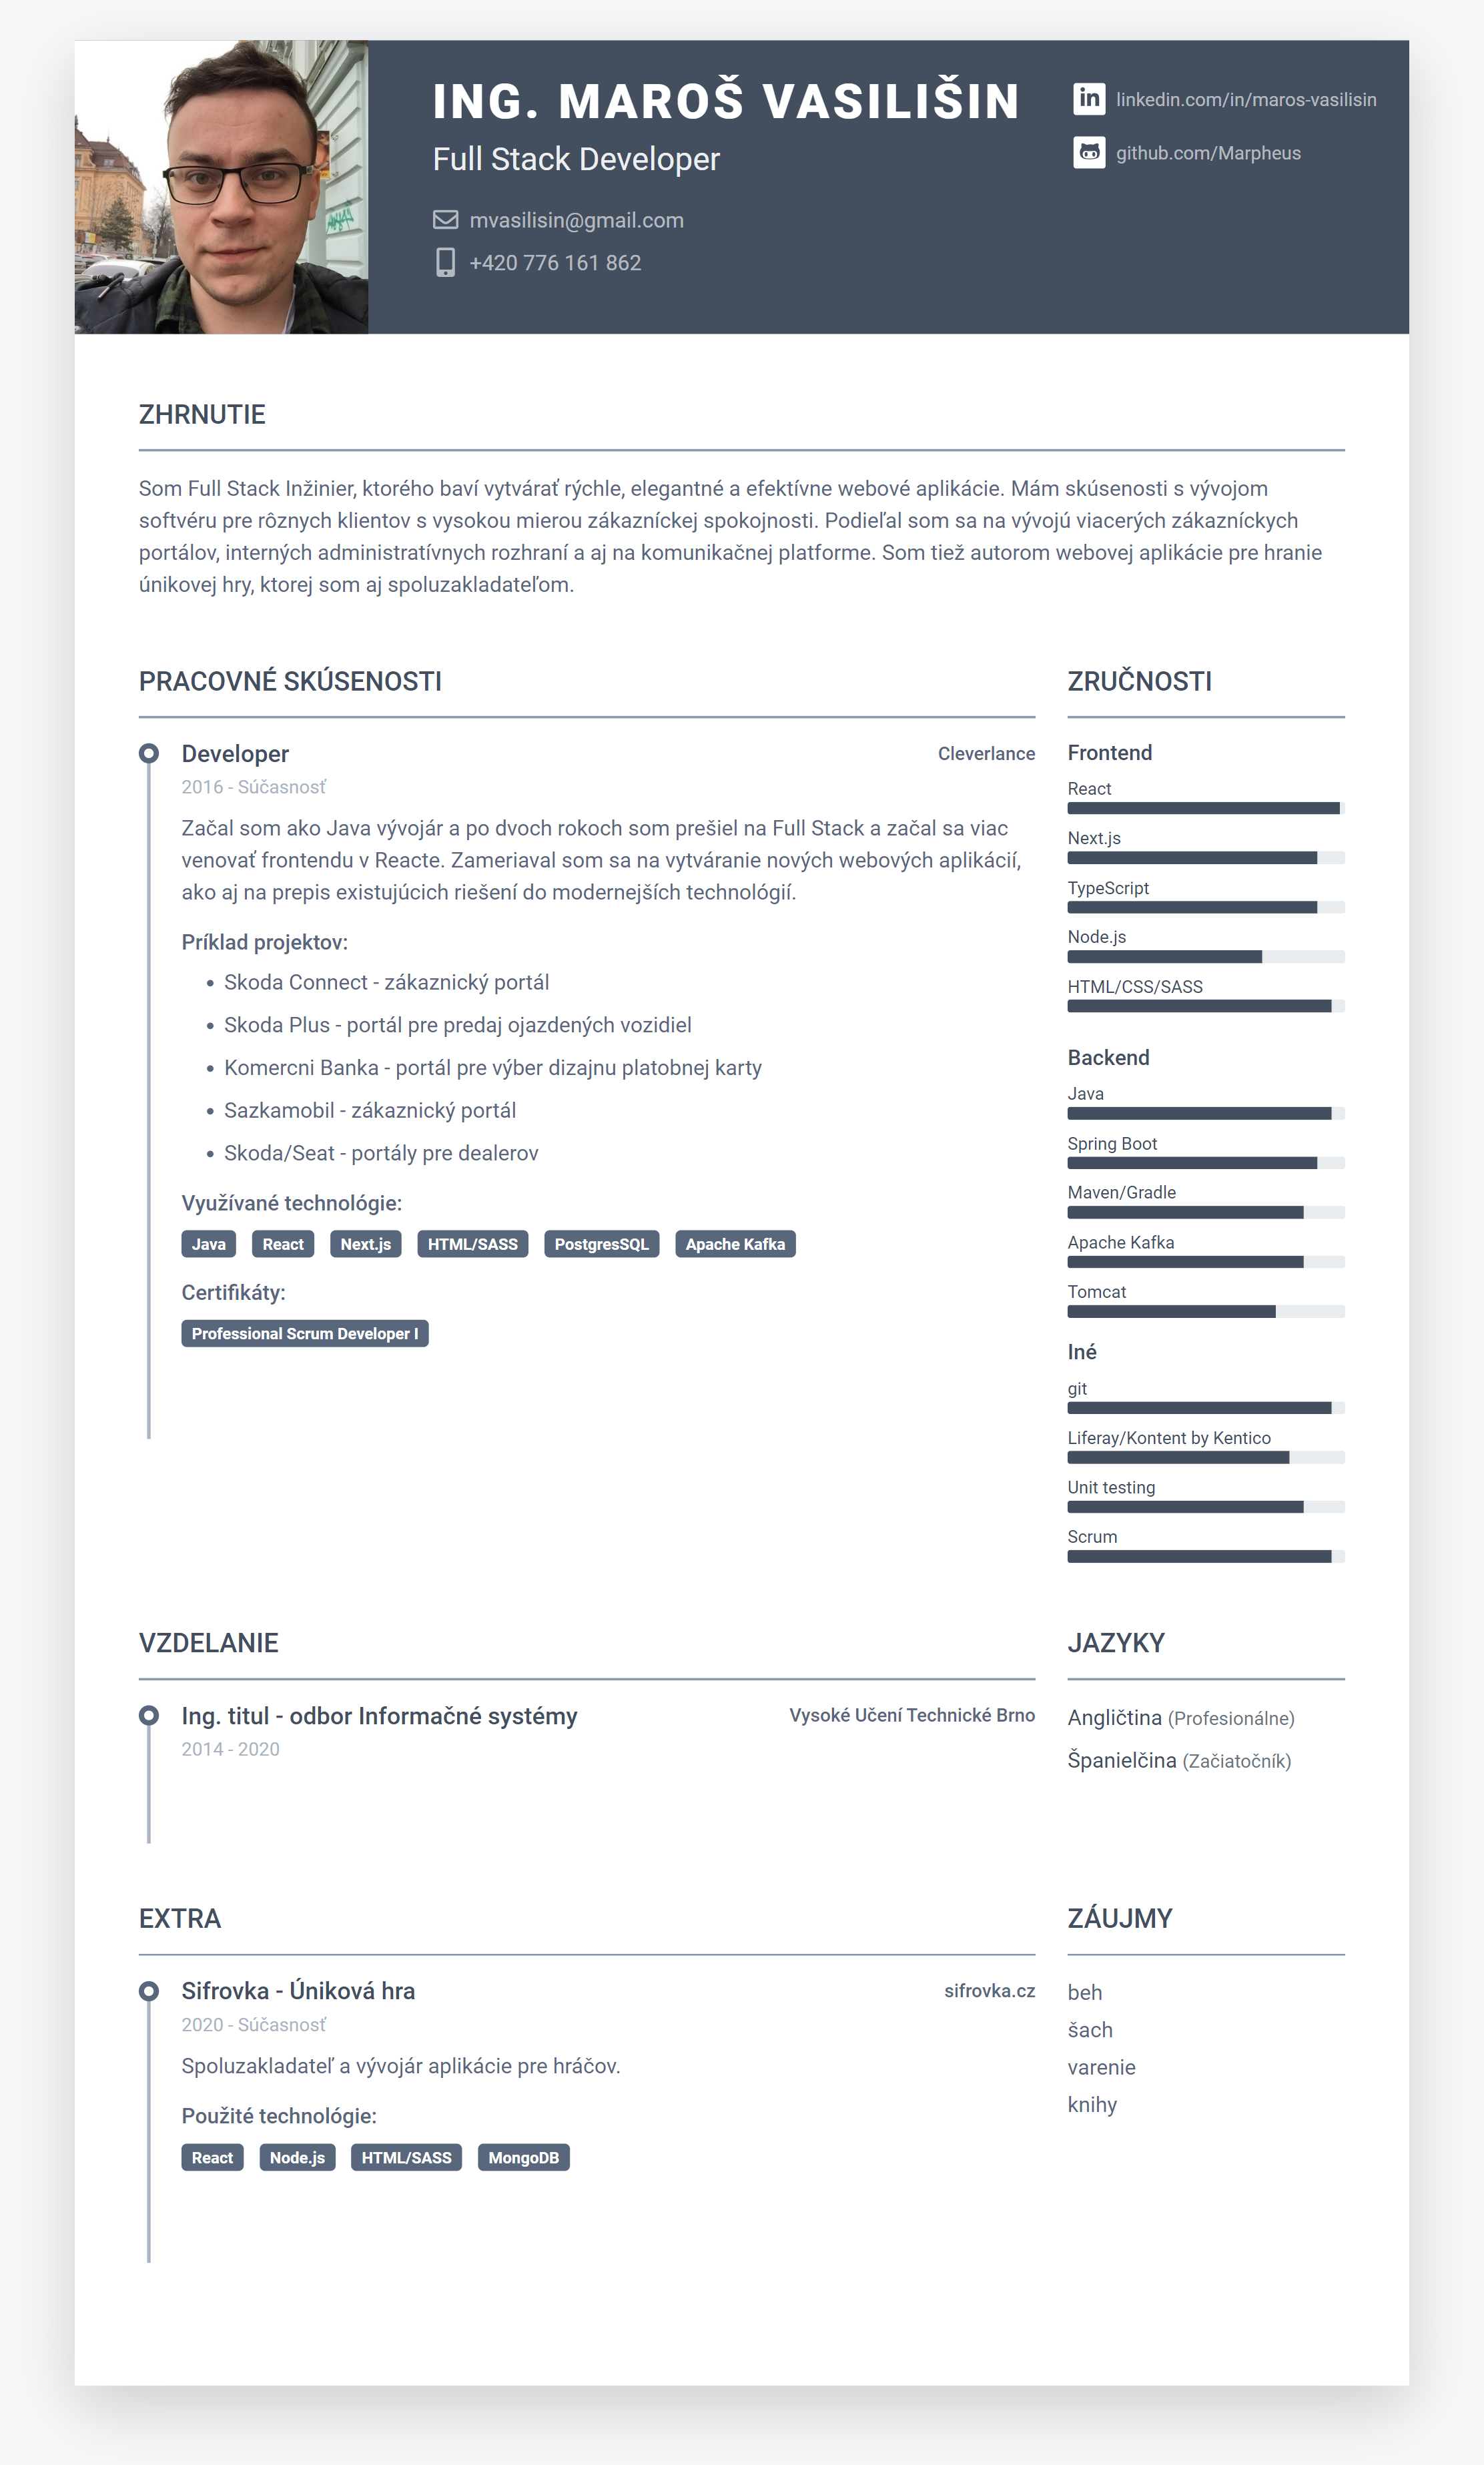 ING. MAROŠ VASILIŠIN
Full Stack Developer
mvasilisin@gmail.com
+420 776 161 862
linkedin.com/in/maros-vasilisin
github.com/Marpheus
ZHRNUTIE
Som Full Stack Inžinier, ktorého baví vytvárať rýchle, elegantné a efektívne webové aplikácie. Mám skúsenosti s vývojom
softvéru pre rôznych klientov s vysokou mierou zákazníckej spokojnosti. Podieľal som sa na vývojú viacerých zákazníckych
portálov, interných administratívnych rozhraní a aj na komunikačnej platforme. Som tiež autorom webovej aplikácie pre hranie
únikovej hry, ktorej som aj spoluzakladateľom.
PRACOVNÉ SKÚSENOSTI
Developer
Cleverlance
2016 - Súčasnosť
Začal som ako Java vývojár a po dvoch rokoch som prešiel na Full Stack a začal sa viac
venovať frontendu v Reacte. Zameriaval som sa na vytváranie nových webových aplikácií,
ako aj na prepis existujúcich riešení do modernejších technológií.
Príklad projektov:
• Skoda Connect - zákaznický portál
• Skoda Plus - portál pre predaj ojazdených vozidiel
• Komercni Banka - portál pre výber dizajnu platobnej karty
• Sazkamobil - zákaznický portál
• Skoda/Seat - portály pre dealerov
Využívané technológie:
Java React Next.js HTML/SASS PostgresSQL Apache Kafka
Certifikáty:
Professional Scrum Developer I
ZRUČNOSTI
Frontend
React
Next.js
TypeScript
Node.js
HTML/CSS/SASS
Backend
Java
Spring Boot
Maven/Gradle
Apache Kafka
Tomcat
Iné
git
Liferay/Kontent by Kentico
Unit testing
Scrum
VZDELANIE
Ing. titul - odbor Informačné systémy
Vysoké Učení Technické Brno
2014 - 2020
JAZYKY
Angličtina (Profesionálne)
Španielčina (Začiatočník)
EXTRA
Sifrovka - Úniková hra
sifrovka.cz
2020 - Súčasnosť
Spoluzakladateľ a vývojár aplikácie pre hráčov.
Použité technológie:
React Node.js HTML/SASS MongoDB
ZÁUJMY
beh
šach
varenie
knihy